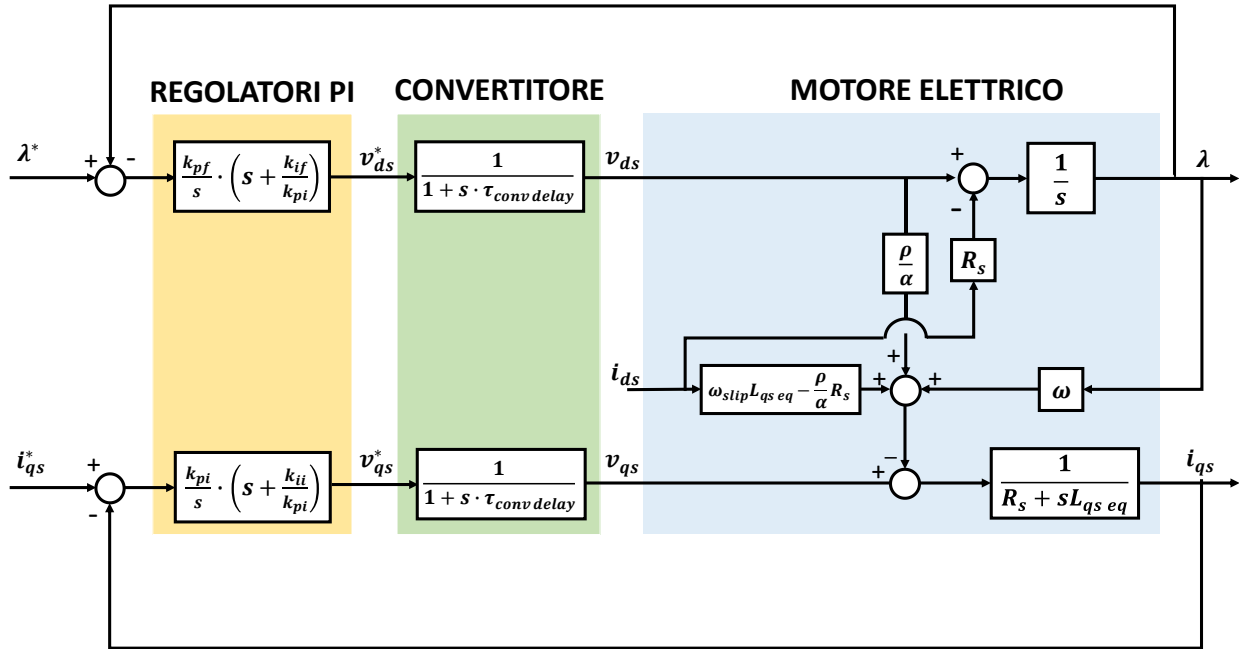 REGOLATORI PI CONVERTITORE MOTORE ELETTRICO
λ* + - k_pf/s · (s + k_if/k_pi) v*_ds 1/(1 + s · τ_conv delay) v_ds + - 1/s λ
ρ/α R_s
+
i_ds ω_slip L_qs eq − ρ/α R_s + + ω
i*_qs + - k_pi/s · (s + k_ii/k_pi) v*_qs 1/(1 + s · τ_conv delay) v_qs + − 1/(R_s + sL_qs eq) i_qs